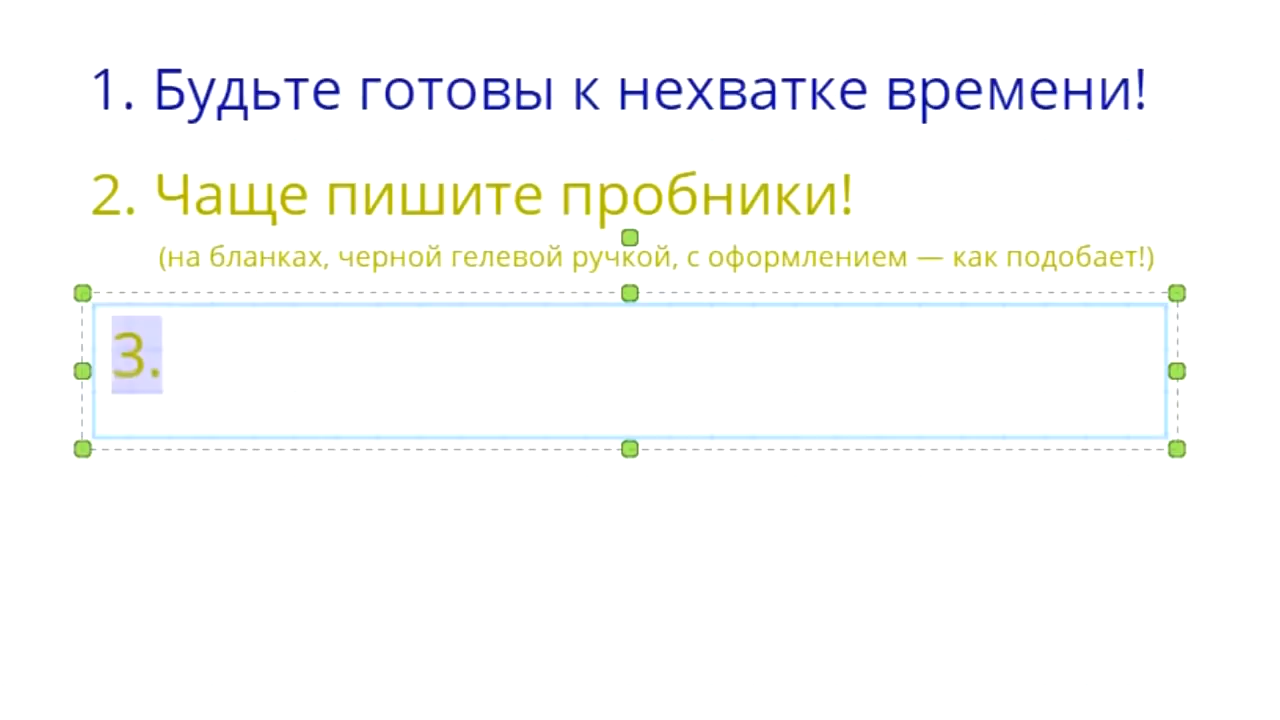 1. Будьте готовы к нехватке времени!
2. Чаще пишите пробники!
(на бланках, черной гелевой ручкой, с оформлением — как подобает!)
3.